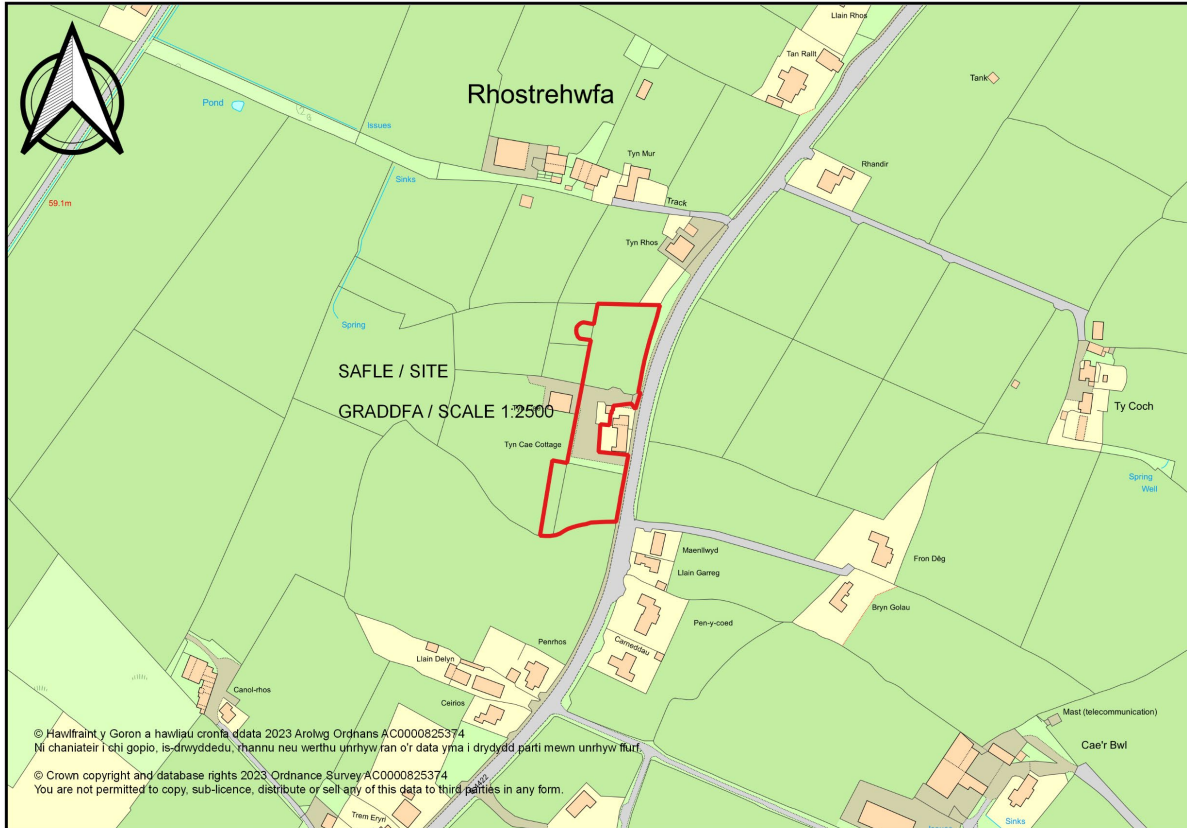 Llain Rhos
Tan Rallt
Tank
Rhostrehwfa
Pond
Issues
Tyn Mur
Rhandir
Sinks
Track
59.1m
Tyn Rhos
Spring
SAFLE / SITE
GRADDFA / SCALE 1:2500
Ty Coch
Tyn Cae Cottage
Spring
Well
Maenllwyd
Fron Dêg
Llain Garreg
Bryn Golau
Pen-y-coed
Penrhos
Carneddau
Llain Delyn
Canol-rhos
Ceirios
Mast (telecommunication)
© Hawlfraint y Goron a hawliau cronfa ddata 2023 Arolwg Ordnans AC0000825374
Ni chaniateir i chi gopio, is-drwyddedu, rhannu neu werthu unrhyw ran o'r data yma i drydydd parti mewn unrhyw ffurf.
Cae'r Bwl
© Crown copyright and database rights 2023 Ordnance Survey AC0000825374
You are not permitted to copy, sub-licence, distribute or sell any of this data to third parties in any form.
Trem Eryri
Sinks